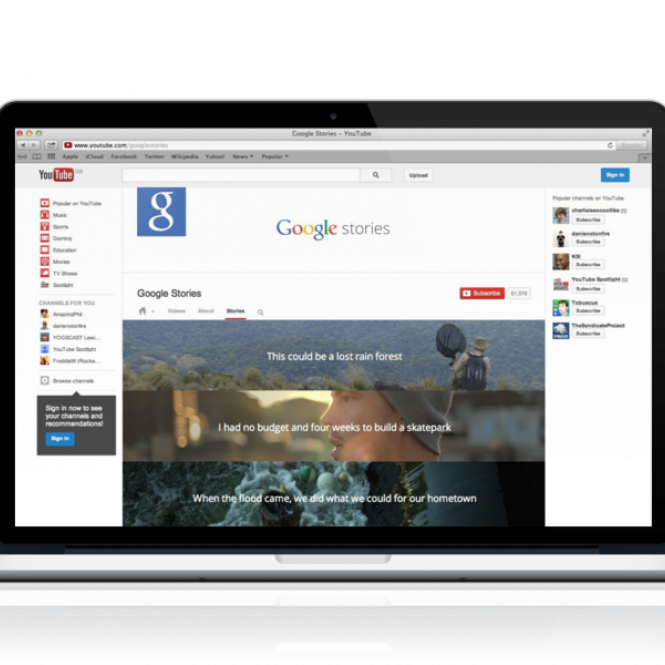 Google Stories - YouTube
www.youtube.com/googlestories
Reader
Apple iCloud Facebook Twitter Wikipedia Yahoo! News Popular
YouTube
Upload
Sign in
Popular on YouTube
Music
Sports
Gaming
Education
Movies
TV Shows
Spotlight
CHANNELS FOR YOU
AmazingPhil
danisnotonfire
YOGSCAST Lewi...
YouTube Spotlight
FreddieW (Rocke...
Browse channels
Sign in now to see
your channels and
recommendations!
Sign in
g
Google stories
Google Stories
Subscribe 61,576
Videos About Stories
This could be a lost rain forest
I had no budget and four weeks to build a skatepark
When the flood came, we did what we could for our hometown
Popular channels on YouTube
charlieissocoollike
Subscribe
danisnotonfire
Subscribe
KSI
Subscribe
YouTube Spotlight
Subscribe
Tobuscus
Subscribe
TheSyndicateProject
Subscribe